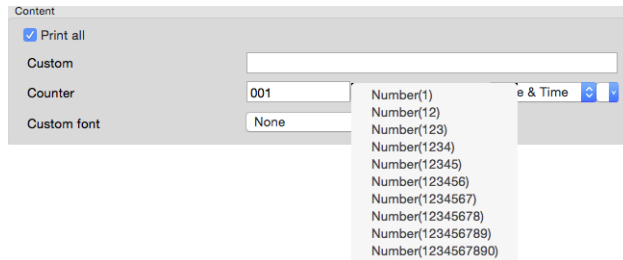 Content
Print all
Custom
Counter 001 e & Time
Custom font None
Number(1)
Number(12)
Number(123)
Number(1234)
Number(12345)
Number(123456)
Number(1234567)
Number(12345678)
Number(123456789)
Number(1234567890)